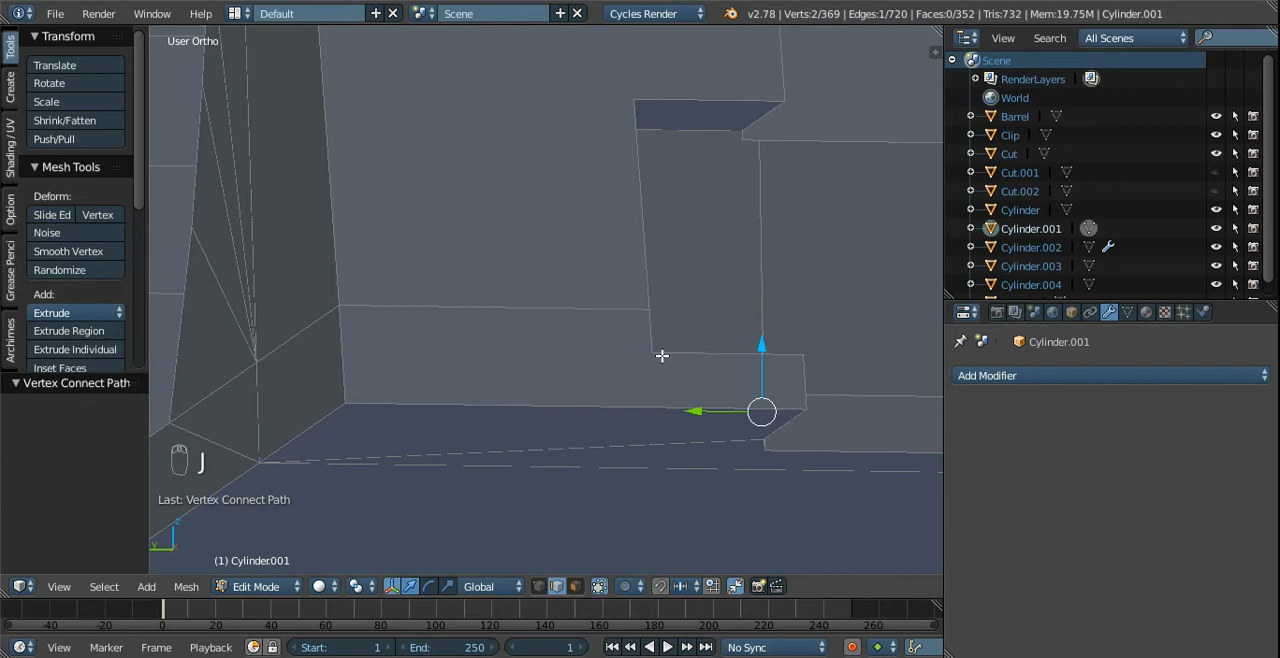 File Render Window Help Default Scene Cycles Render v2.78 | Verts:2/369 | Edges:1/720 | Faces:0/352 | Tris:732 | Mem:19.75M | Cylinder.001
Tools
Create
Shading / UV
Option
Grease Penci
Archimes
Transform
Translate
Rotate
Scale
Shrink/Fatten
Push/Pull
Mesh Tools
Deform:
Slide Ed Vertex
Noise
Smooth Vertex
Randomize
Add:
Extrude
Extrude Region
Extrude Individual
Inset Faces
Vertex Connect Path
User Ortho
J
Last: Vertex Connect Path
z
y
(1) Cylinder.001
View Search All Scenes
Scene
RenderLayers
World
Barrel
Clip
Cut
Cut.001
Cut.002
Cylinder
Cylinder.001
Cylinder.002
Cylinder.003
Cylinder.004
Cylinder.001
Add Modifier
View Select Add Mesh Edit Mode Global
-40 -20 0 20 40 60 80 100 120 140 160 180 200 220 240 260
View Marker Frame Playback Start: 1 End: 250 1 No Sync